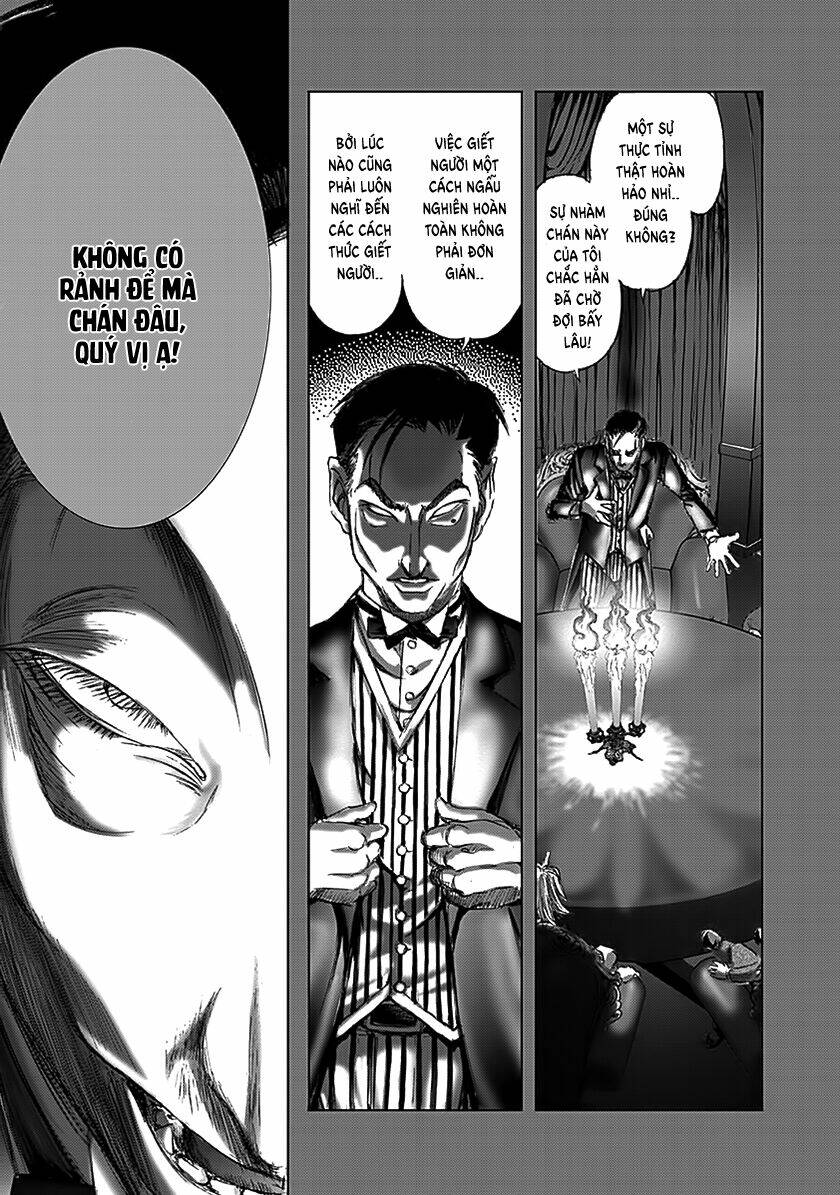 MỘT SỰ
THỨC TỈNH
THẬT HOÀN
HẢO NHỈ..
ĐÚNG
KHÔNG?
SỰ NHÀM
CHÁN NÀY
CỦA TÔI
CHẮC HẲN
ĐÃ CHỜ
ĐỢI BẤY
LÂU!
VIỆC GIẾT
NGƯỜI MỘT
CÁCH NGẪU
NGHIÊN HOÀN
TOÀN KHÔNG
PHẢI ĐƠN
GIẢN..
BỞI LÚC
NÀO CŨNG
PHẢI LUÔN
NGHĨ ĐẾN
CÁC CÁCH
THỨC GIẾT
NGƯỜI..
KHÔNG CÓ
RẢNH ĐỂ MÀ
CHÁN ĐÂU,
QUÝ VỊ Ạ!